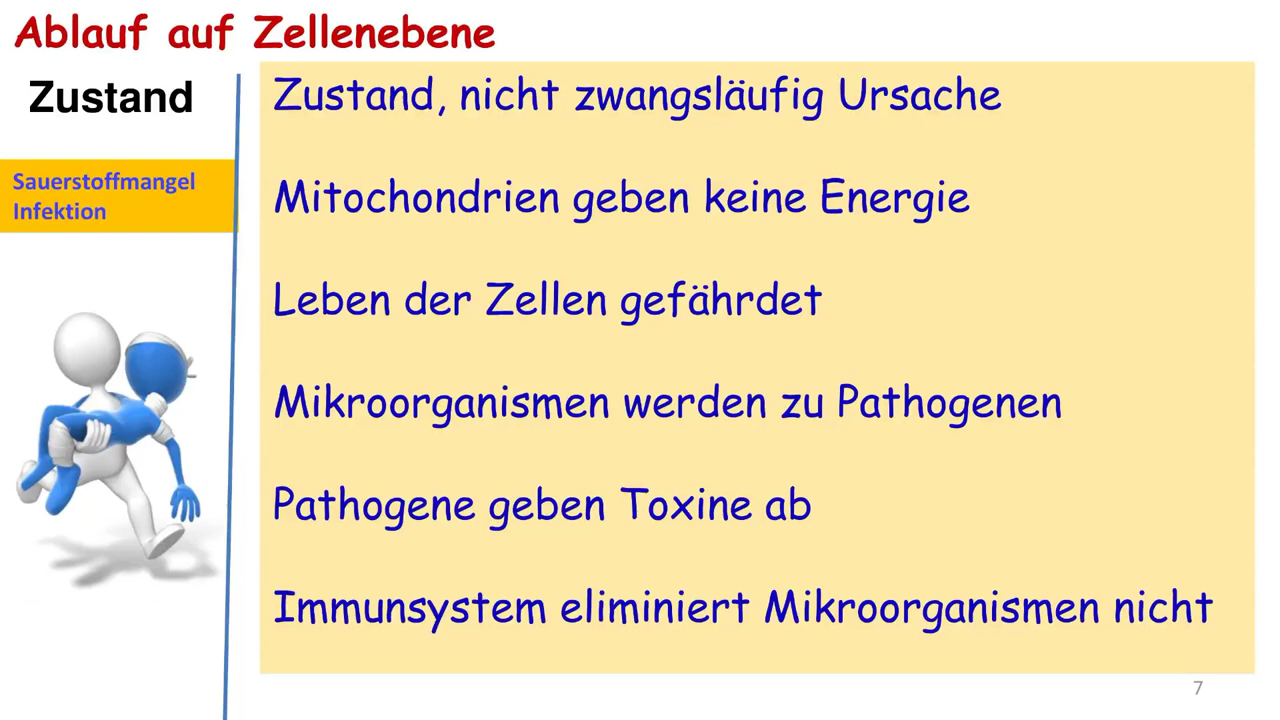 Ablauf auf Zellenebene
Zustand
Sauerstoffmangel
Infektion
Zustand, nicht zwangsläufig Ursache
Mitochondrien geben keine Energie
Leben der Zellen gefährdet
Mikroorganismen werden zu Pathogenen
Pathogene geben Toxine ab
Immunsystem eliminiert Mikroorganismen nicht
7